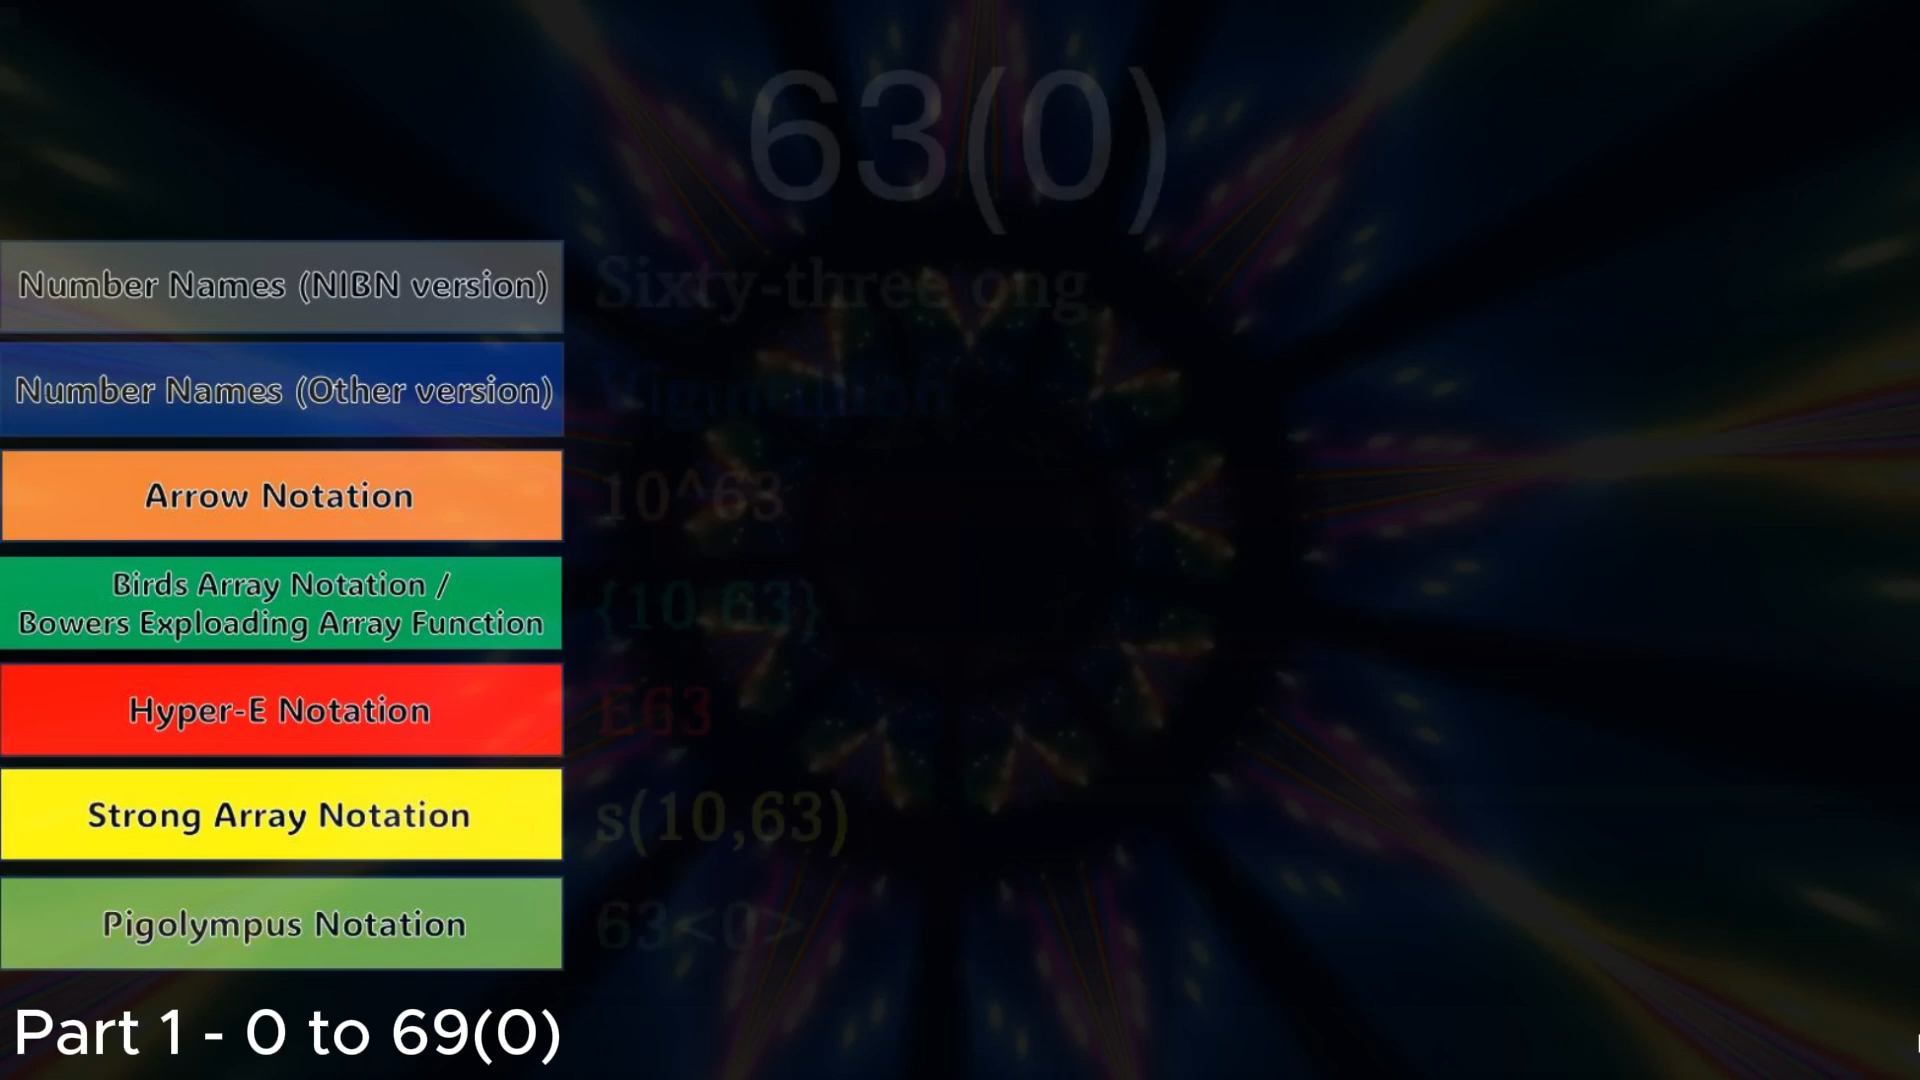 63(0)
Number Names (NIBN version) Sixty-three ong
Number Names (Other version)
Arrow Notation 10^63
Birds Array Notation /
Bowers Exploading Array Function {10,63}
Hyper-E Notation E63
Strong Array Notation s(10,63)
Pigolympus Notation 63<0>
Part 1 - 0 to 69(0)